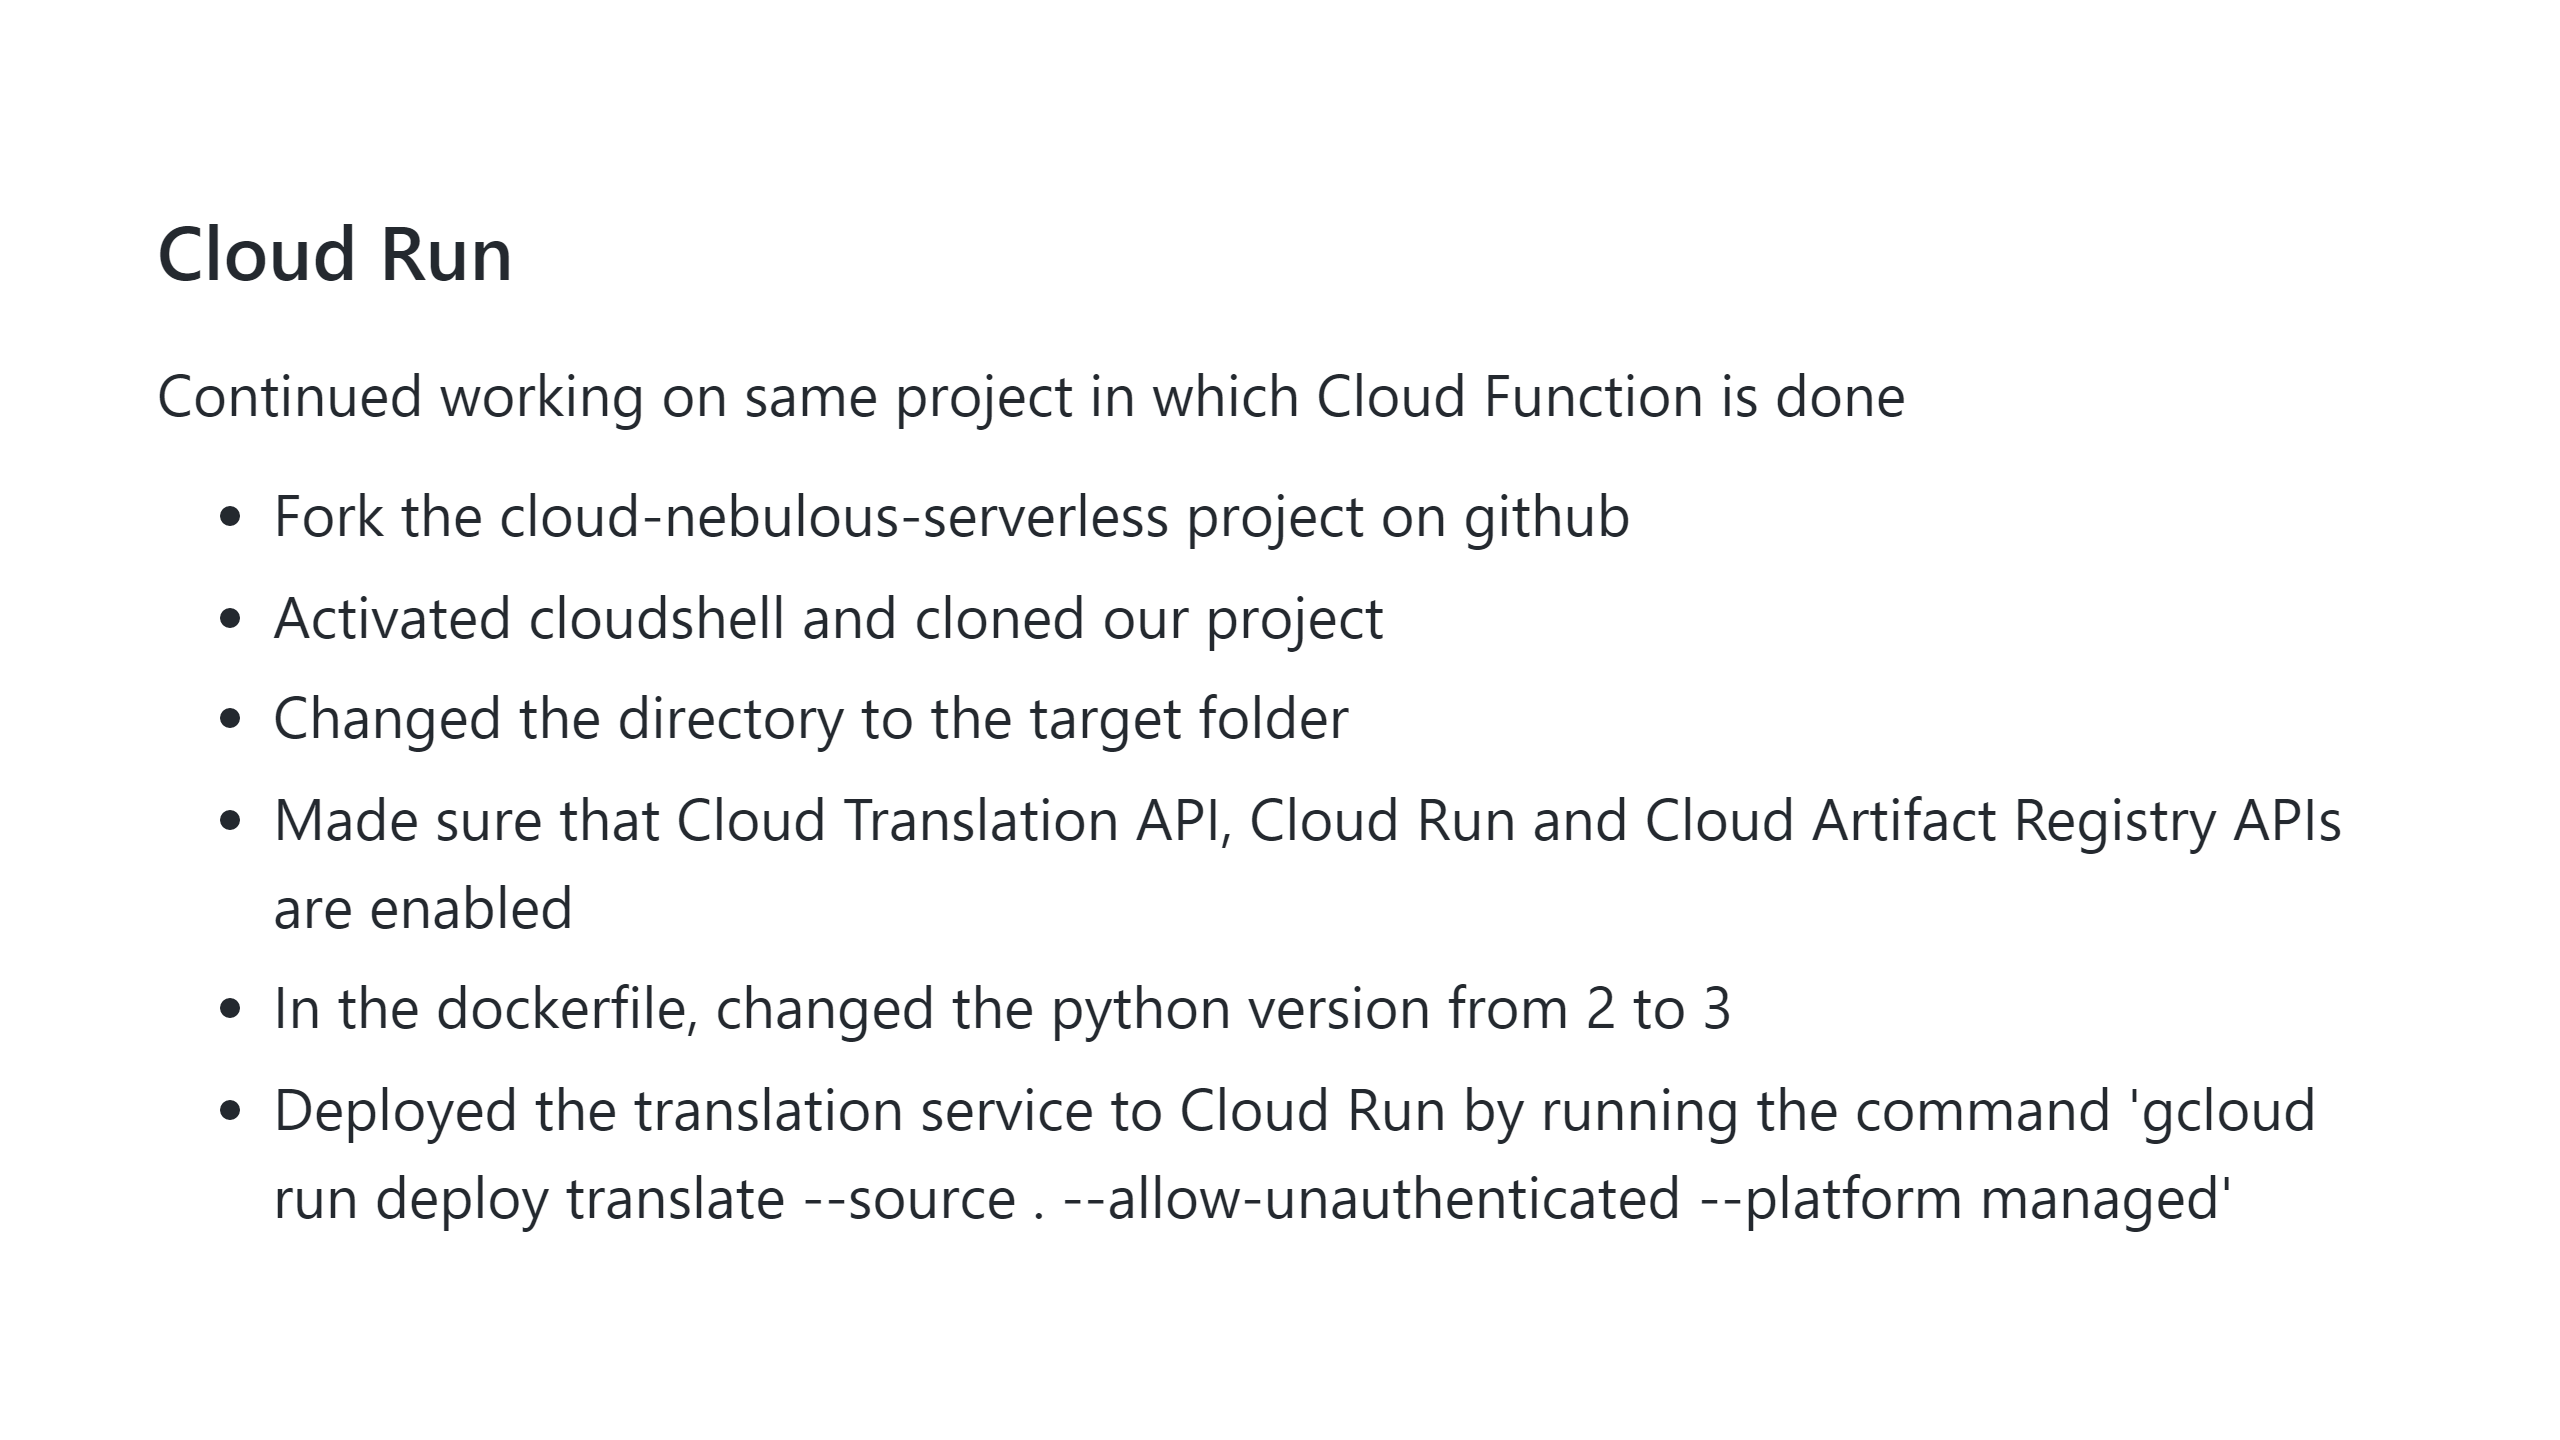 Cloud Run
Continued working on same project in which Cloud Function is done
• Fork the cloud-nebulous-serverless project on github
• Activated cloudshell and cloned our project
• Changed the directory to the target folder
• Made sure that Cloud Translation API, Cloud Run and Cloud Artifact Registry APIs
are enabled
• In the dockerfile, changed the python version from 2 to 3
• Deployed the translation service to Cloud Run by running the command 'gcloud
run deploy translate --source . --allow-unauthenticated --platform managed'